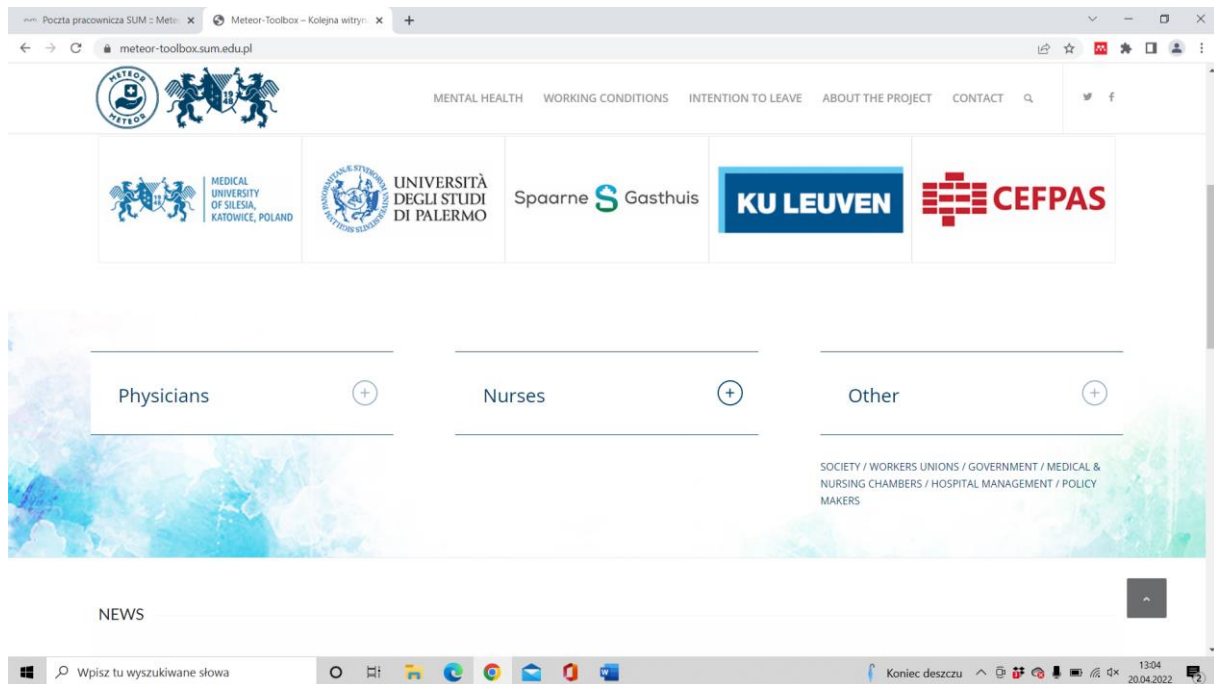 Poczta pracownicza SUM :: Mete
Meteor-Toolbox – Kolejna witryn
meteor-toolbox.sum.edu.pl
METEOR
METEOR
1948
MENTAL HEALTH
WORKING CONDITIONS
INTENTION TO LEAVE
ABOUT THE PROJECT
CONTACT
MEDICAL
UNIVERSITY
OF SILESIA,
KATOWICE, POLAND
UNIVERSITÀ
DEGLI STUDI
DI PALERMO
Spaarne Gasthuis
KU LEUVEN
CEFPAS
Physicians
Nurses
Other
SOCIETY / WORKERS UNIONS / GOVERNMENT / MEDICAL &
NURSING CHAMBERS / HOSPITAL MANAGEMENT / POLICY
MAKERS
NEWS
Wpisz tu wyszukiwane słowa
Koniec deszczu
13:04
20.04.2022
2